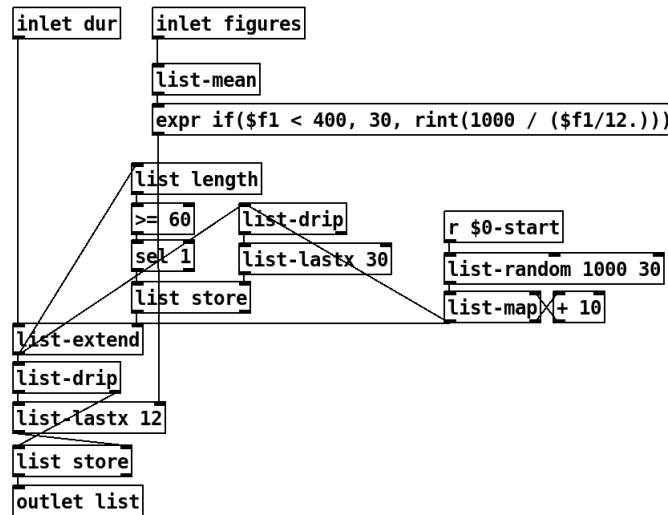 inlet dur
inlet figures
list-mean
expr if($f1 < 400, 30, rint(1000 / ($f1/12.)))
list length
>= 60
list-drip
r $0-start
sel 1
list-lastx 30
list-random 1000 30
list store
list-map
+ 10
list-extend
list-drip
list-lastx 12
list store
outlet list